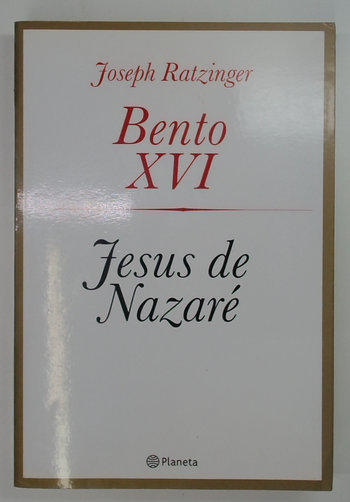 Joseph Ratzinger
Bento
XVI
Jesus de
Nazaré
Planeta